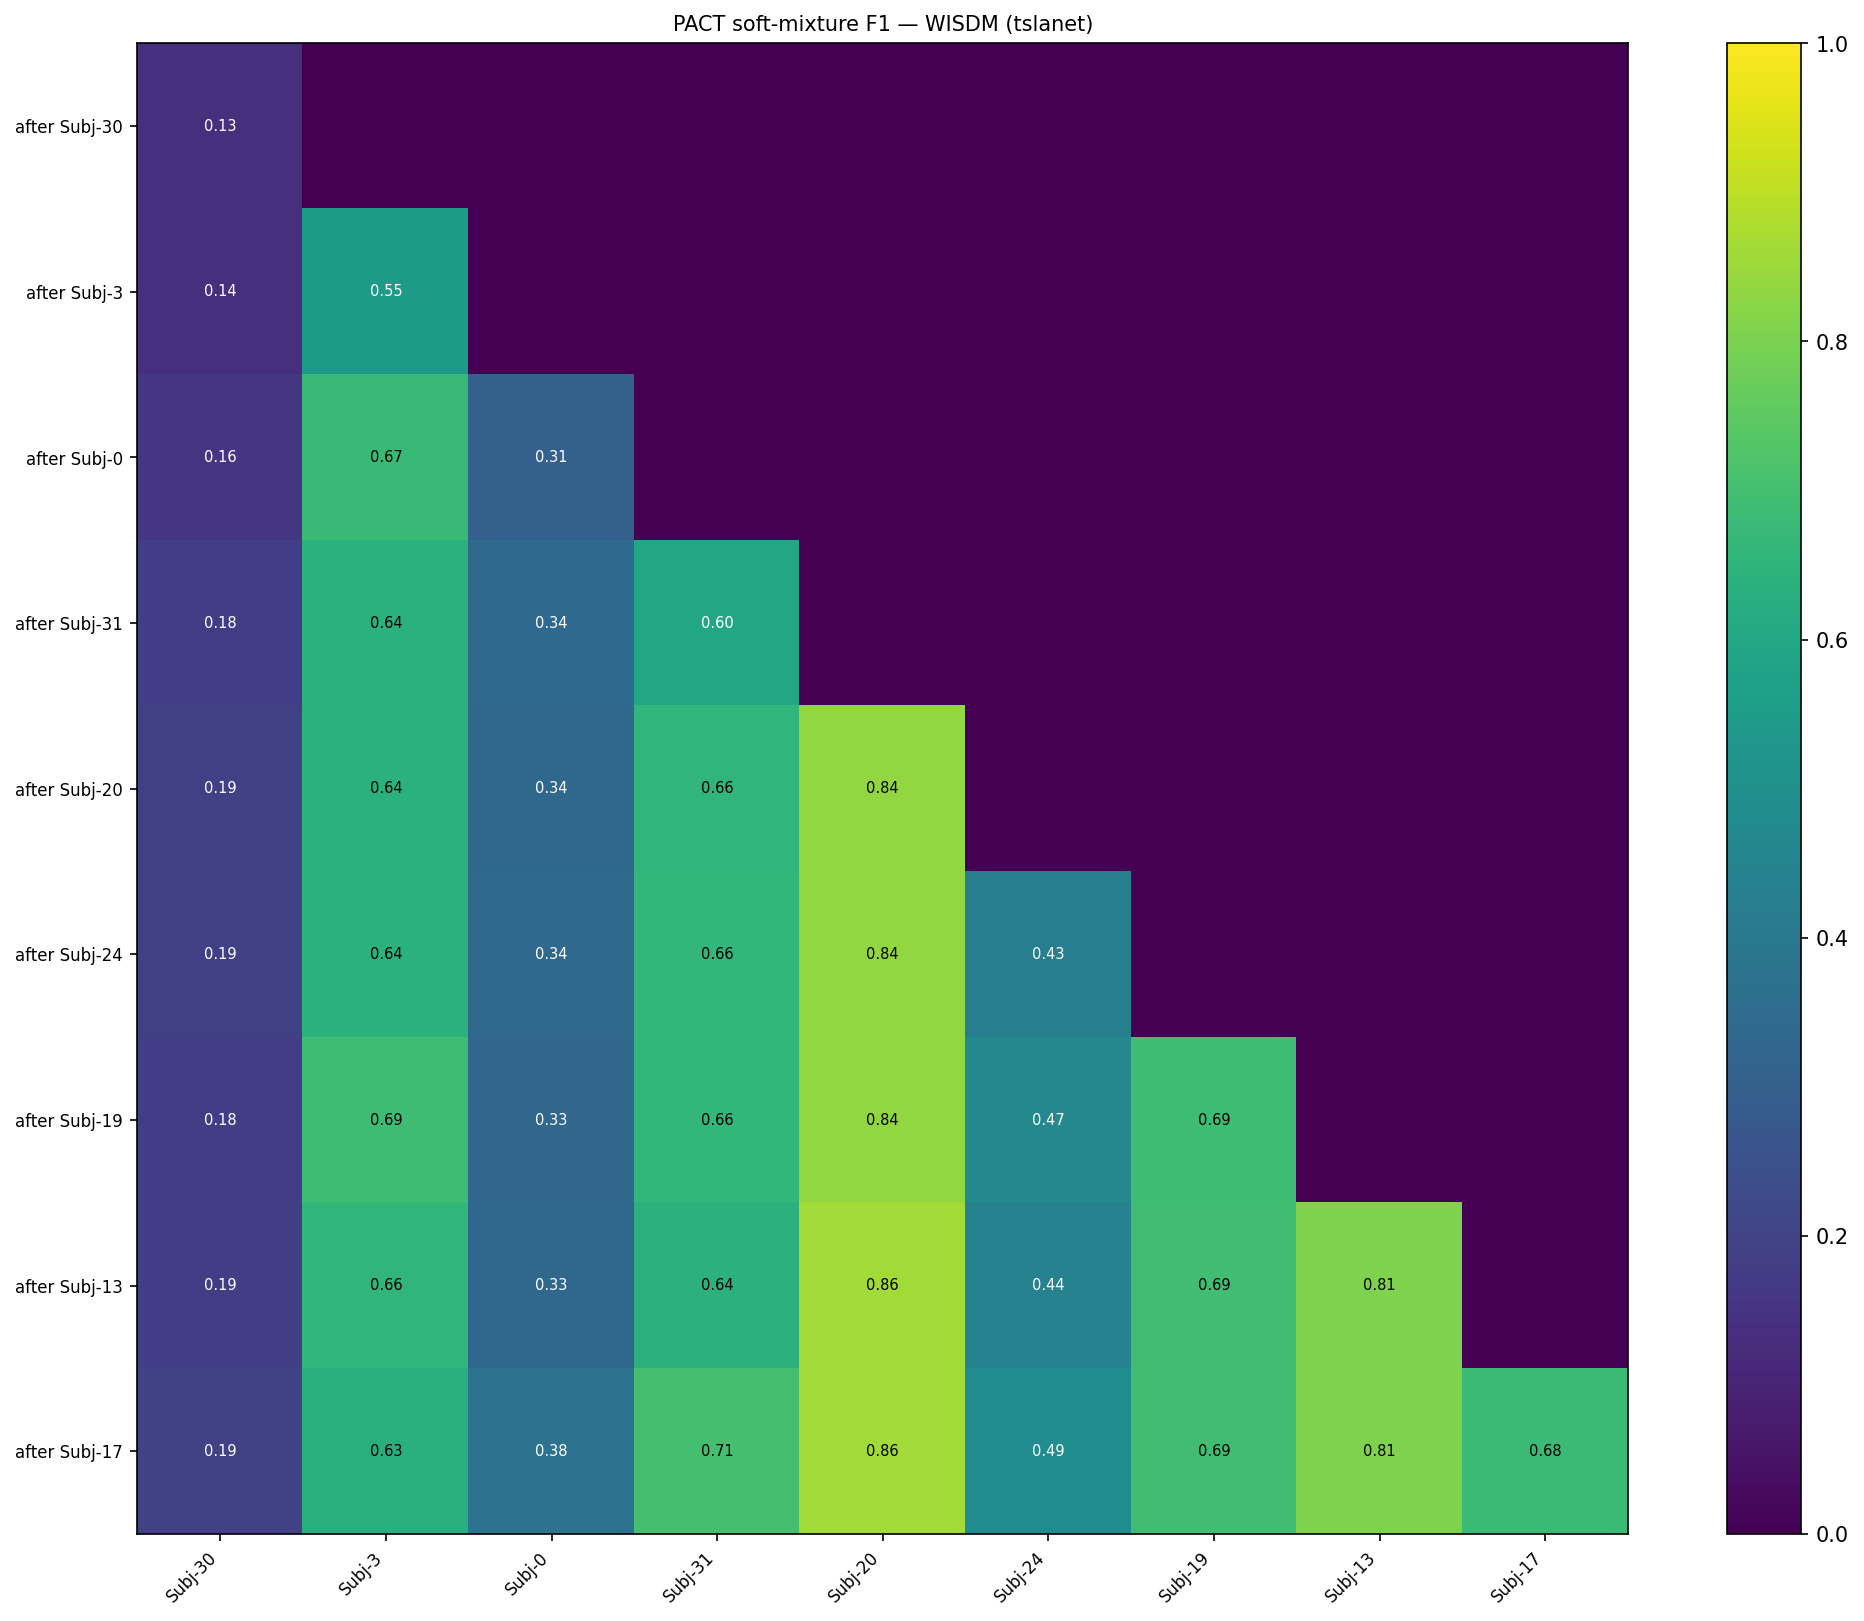 PACT soft-mixture F1 — WISDM (tslanet)
1.0
after Subj-30 0.13
after Subj-3 0.14 0.55
0.8
after Subj-0 0.16 0.67 0.31
after Subj-31 0.18 0.64 0.34 0.60
0.6
after Subj-20 0.19 0.64 0.34 0.66 0.84
after Subj-24 0.19 0.64 0.34 0.66 0.84 0.43
0.4
after Subj-19 0.18 0.69 0.33 0.66 0.84 0.47 0.69
0.2
after Subj-13 0.19 0.66 0.33 0.64 0.86 0.44 0.69 0.81
after Subj-17 0.19 0.63 0.38 0.71 0.86 0.49 0.69 0.81 0.68
0.0
Subj-30 Subj-3 Subj-0 Subj-31 Subj-20 Subj-24 Subj-19 Subj-13 Subj-17